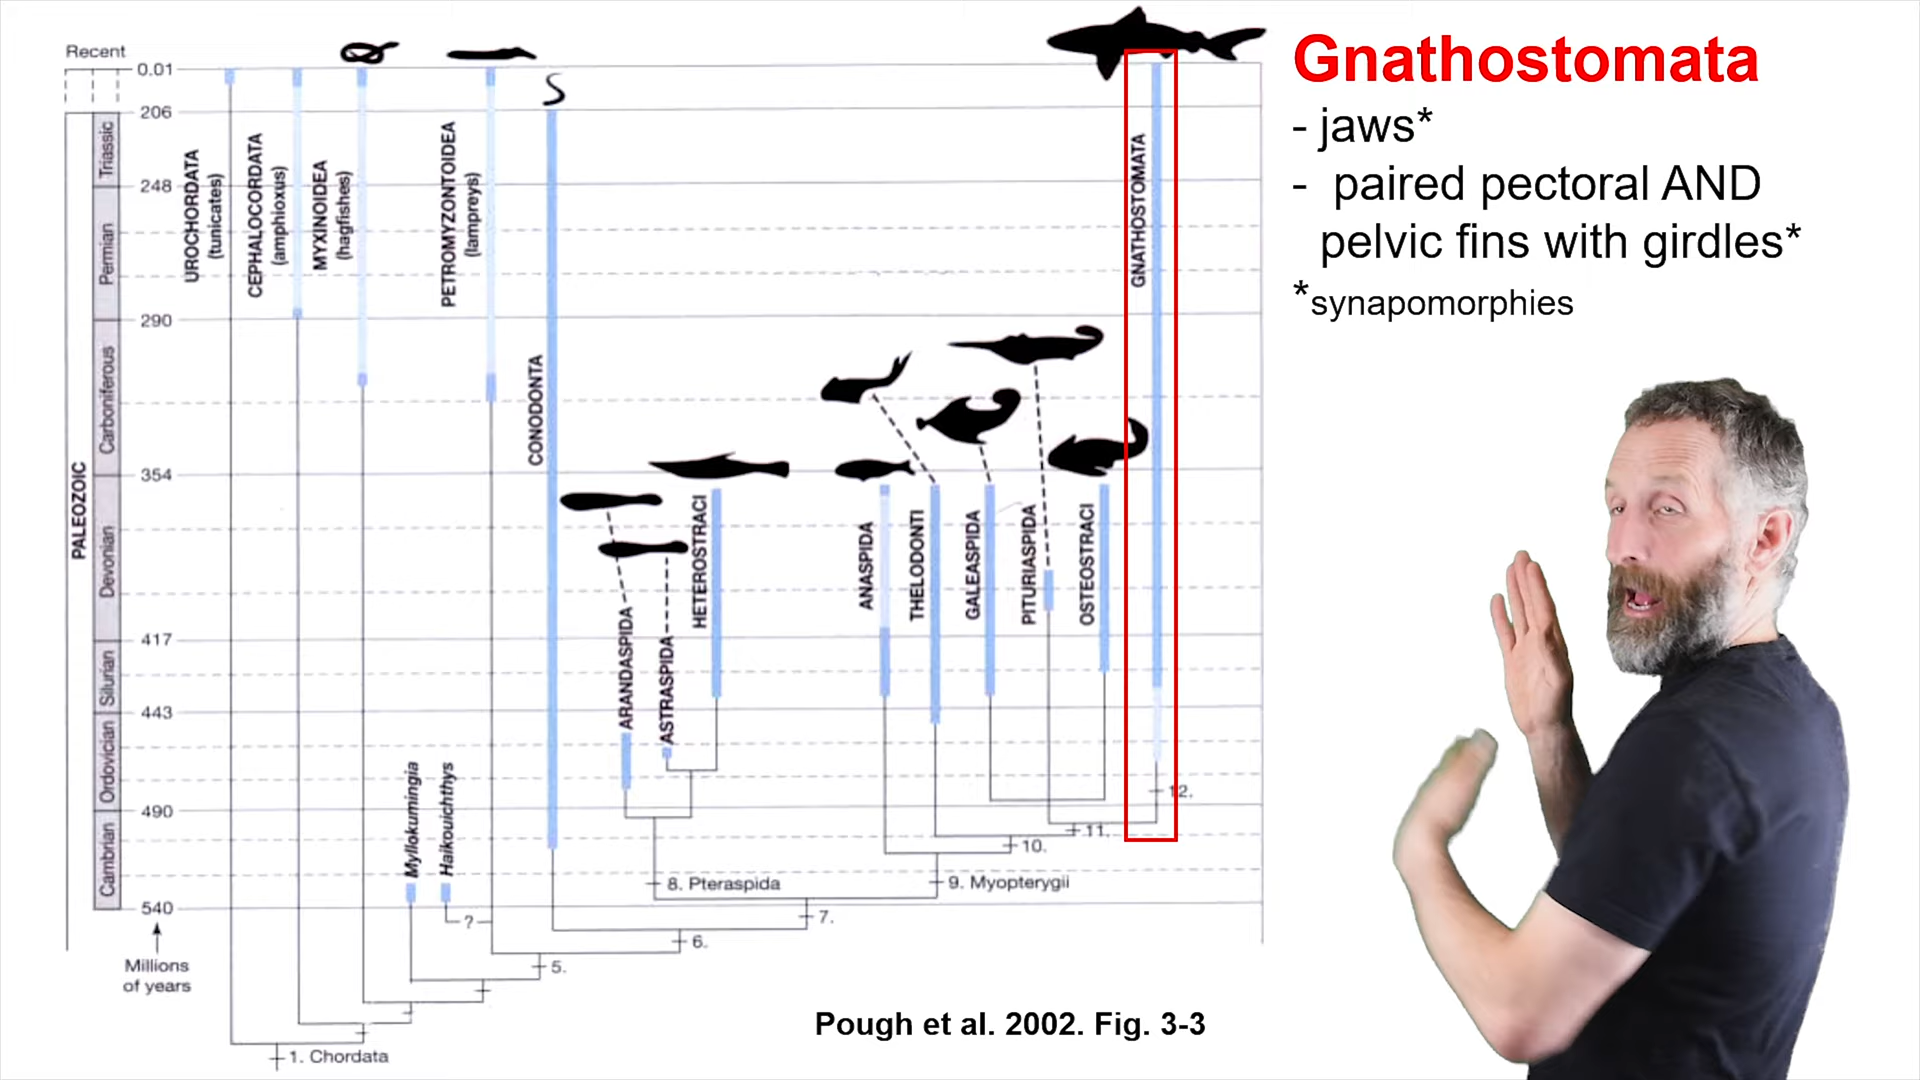 Recent
0.01
206
248
290
354
417
443
490
540
Triassic
Permian
Carboniferous
Devonian
Silurian
Ordovician
Cambrian
PALEOZOIC
Millions
of years
UROCHORDATA
(tunicates)
CEPHALOCORDATA
(amphioxus)
MYXINOIDEA
(hagfishes)
PETROMYZONTOIDEA
(lampreys)
CONODONTA
Myllokumingia
Haikouichthys
ARANDASPIDA
ASTRASPIDA
HETEROSTRACI
ANASPIDA
THELODONTI
GALEASPIDA
PITURIASPIDA
OSTEOSTRACI
GNATHOSTOMATA
12.
11.
10.
8. Pteraspida
9. Myopterygii
?
7.
6.
5.
1. Chordata
Pough et al. 2002. Fig. 3-3
Gnathostomata
- jaws*
- paired pectoral AND
pelvic fins with girdles*
*synapomorphies